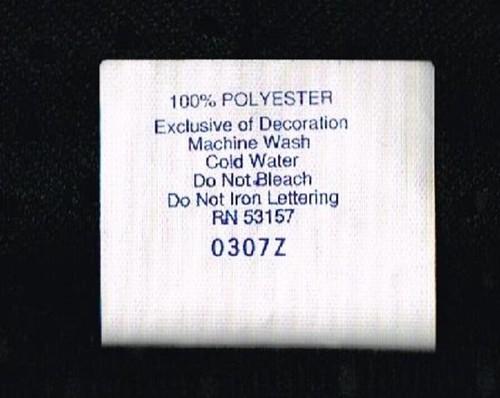 100% POLYESTER
Exclusive of Decoration
Machine Wash
Cold Water
Do Not Bleach
Do Not Iron Lettering
RN 53157
0307Z